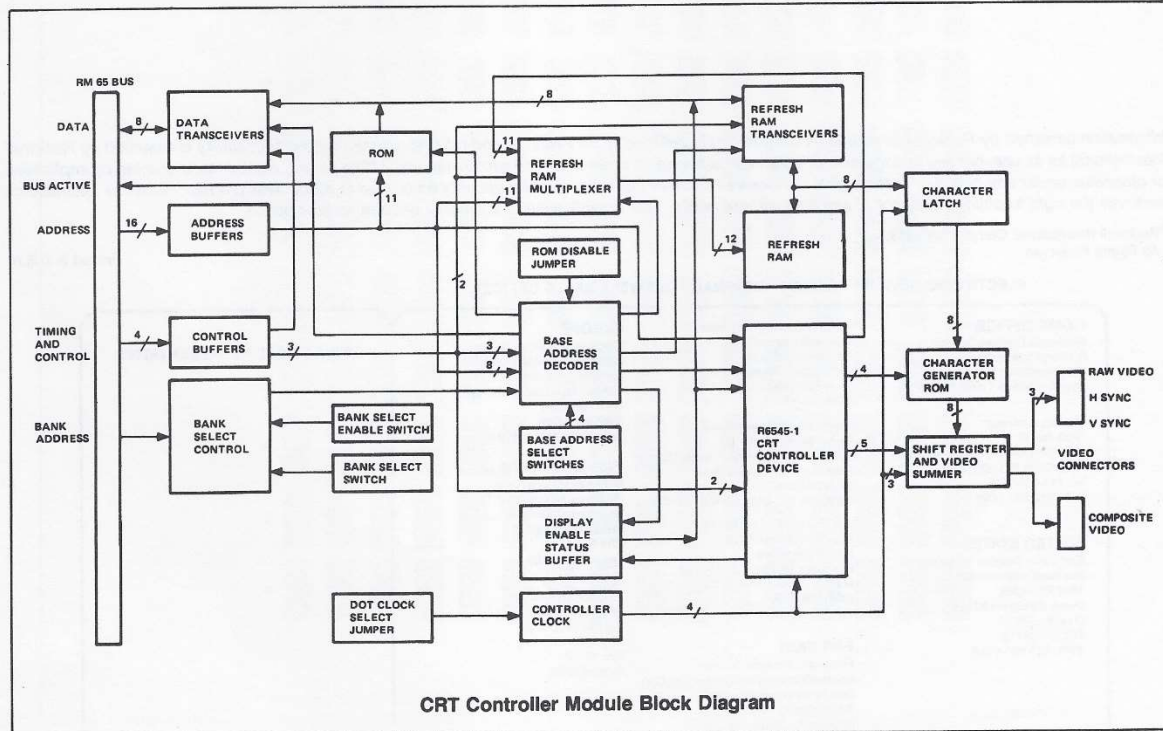 RM 65 BUS
DATA
8
DATA
TRANSCEIVERS
BUS ACTIVE
ADDRESS
16
ADDRESS
BUFFERS
TIMING
AND
CONTROL
4
CONTROL
BUFFERS
3
BANK
ADDRESS
BANK
SELECT
CONTROL
BANK SELECT
ENABLE SWITCH
BANK SELECT
SWITCH
DOT CLOCK
SELECT
JUMPER
ROM
11
8
11
11
REFRESH
RAM
MULTIPLEXER
2
ROM DISABLE
JUMPER
3
8
BASE
ADDRESS
DECODER
4
BASE ADDRESS
SELECT
SWITCHES
DISPLAY
ENABLE
STATUS
BUFFER
CONTROLLER
CLOCK
4
2
REFRESH
RAM
TRANSCEIVERS
12
REFRESH
RAM
R6545-1
CRT
CONTROLLER
DEVICE
8
CHARACTER
LATCH
8
4
CHARACTER
GENERATOR
ROM
8
5
3
SHIFT REGISTER
AND VIDEO
SUMMER
3
RAW VIDEO
H SYNC
V SYNC
VIDEO
CONNECTORS
COMPOSITE
VIDEO
CRT Controller Module Block Diagram